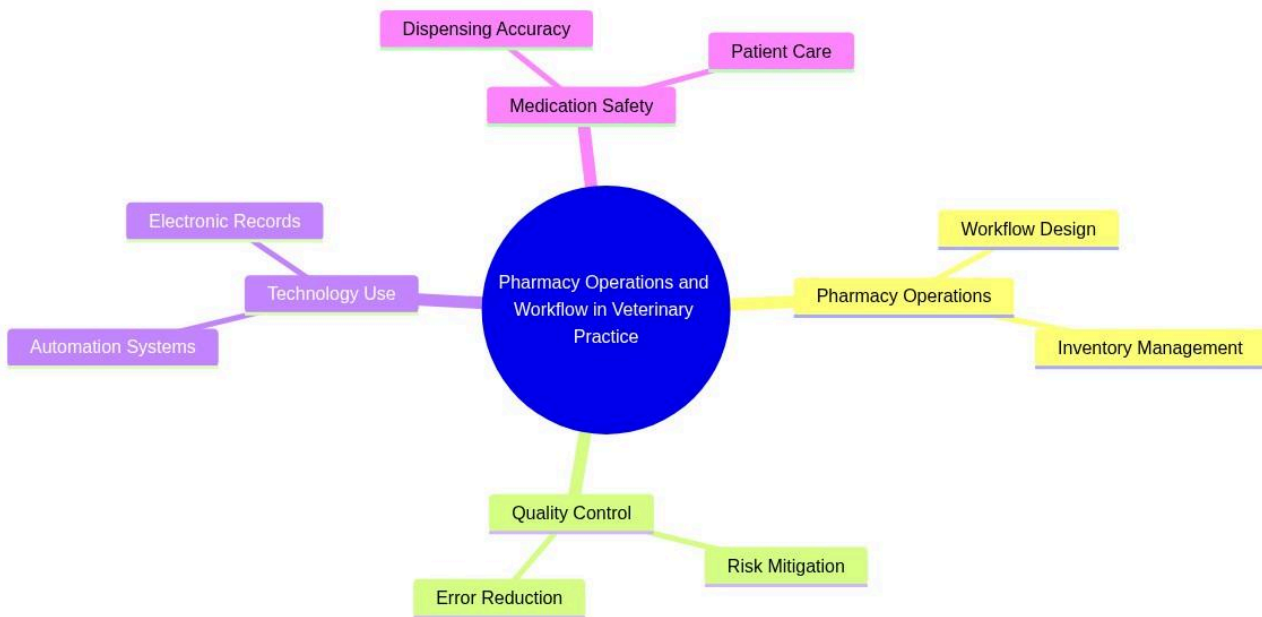 Dispensing Accuracy
Patient Care
Medication Safety
Electronic Records
Workflow Design
Technology Use
Pharmacy Operations and
Workflow in Veterinary
Practice
Pharmacy Operations
Automation Systems
Inventory Management
Quality Control
Risk Mitigation
Error Reduction